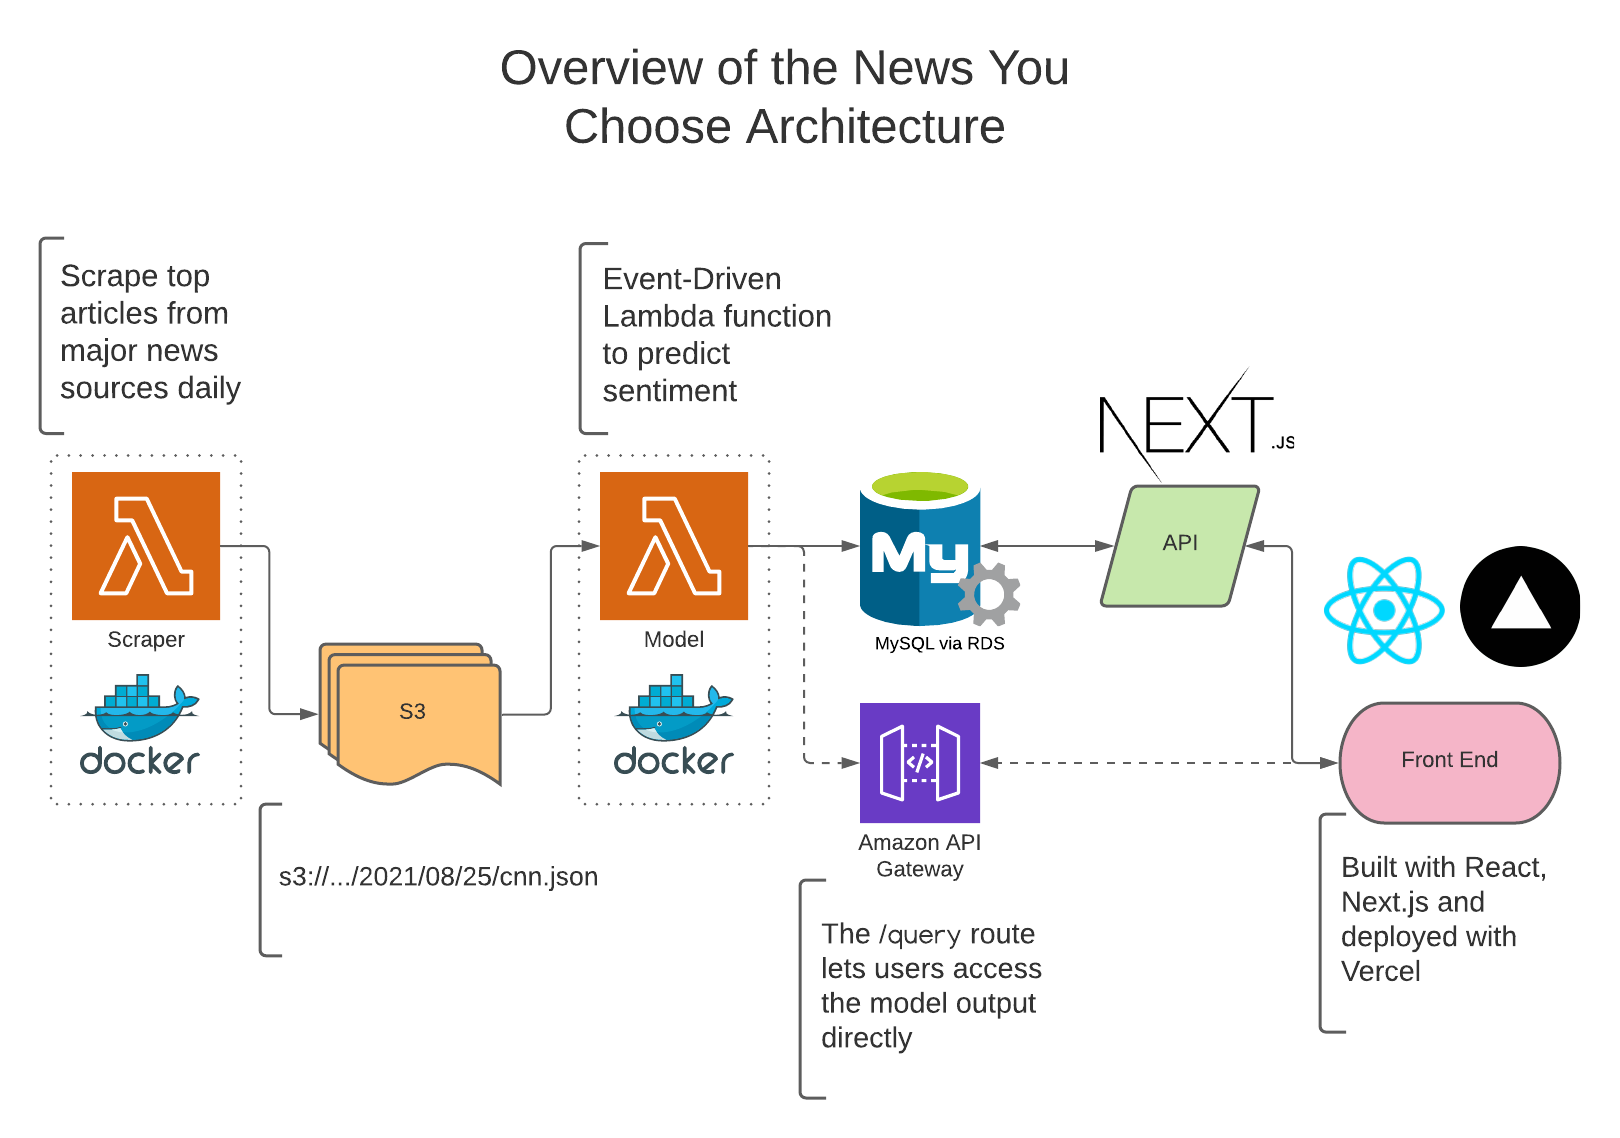 Overview of the News You
Choose Architecture
Scrape top
articles from
major news
sources daily
Event-Driven
Lambda function
to predict
sentiment
NEXT.JS
My
API
Scraper
Model
MySQL via RDS
S3
docker
docker
Front End
Amazon API
Gateway
s3://.../2021/08/25/cnn.json
The /query route
lets users access
the model output
directly
Built with React,
Next.js and
deployed with
Vercel